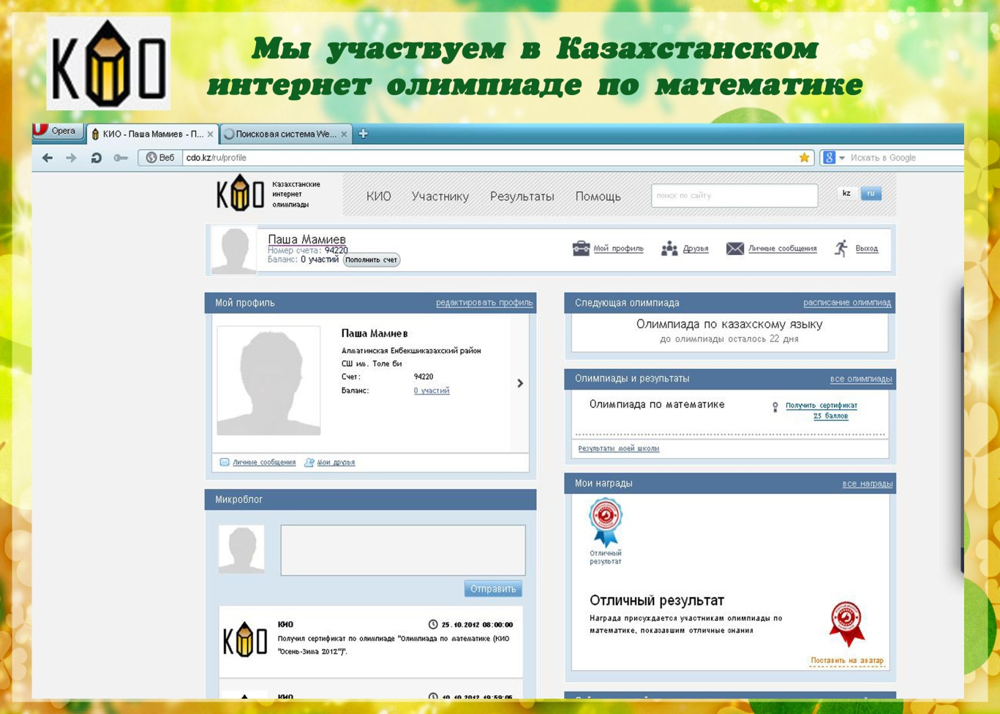 КИО
Мы участвуем в Казахстанском
интернет олимпиаде по математике
Opera
КИО - Паша Мамиев - П...
Поисковая система We...
Веб
cdo.kz/ru/profile
Искать в Google
КИО
Казахстанские
интернет
олимпиады
КИО Участнику Результаты Помощь
поиск по сайту
kz ru
Паша Мамиев
Номер счета: 94220
Баланс: 0 участий Пополнить счет
Мой профиль Друзья Личные сообщения Выход
Мой профиль редактировать профиль
Паша Мамиев
Алматинская Енбекшиказахский район
СШ им. Толе би
Счет: 94220
Баланс: 0 участий
Личные сообщения Мои друзья
Микроблог
Отправить
КИО
КИО 25.10.2012 08:00:00
Получил сертификат по олимпиаде "Олимпиада по математике (КИО
"Осень-Зима 2012")".
КИО 19.10.2012 19:59:05
Следующая олимпиада расписание олимпиад
Олимпиада по казахскому языку
до олимпиады осталось 22 дня
Олимпиады и результаты все олимпиады
Олимпиада по математике Получить сертификат
25 баллов
Результаты моей школы
Мои награды все награды
Отличный
результат
Отличный результат
Награда присуждается участникам олимпиады по
математике, показавшим отличные знания
Поставить на аватар